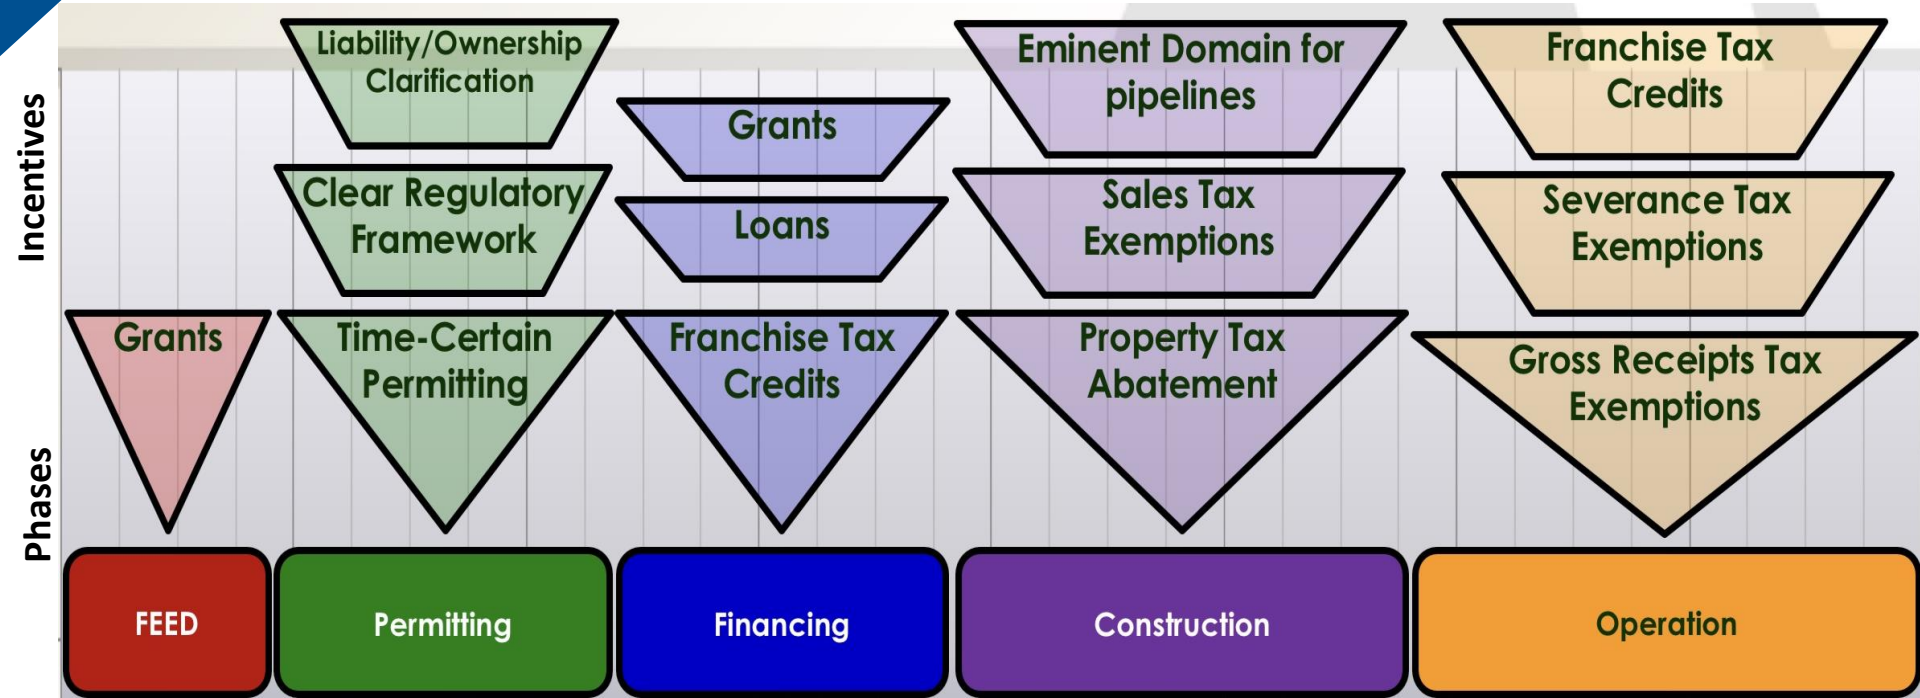 Incentives
Phases
Liability/Ownership
Clarification
Clear Regulatory
Framework
Grants
Time-Certain
Permitting
Grants
Loans
Franchise Tax
Credits
Eminent Domain for
pipelines
Sales Tax
Exemptions
Property Tax
Abatement
Franchise Tax
Credits
Severance Tax
Exemptions
Gross Receipts Tax
Exemptions
FEED
Permitting
Financing
Construction
Operation